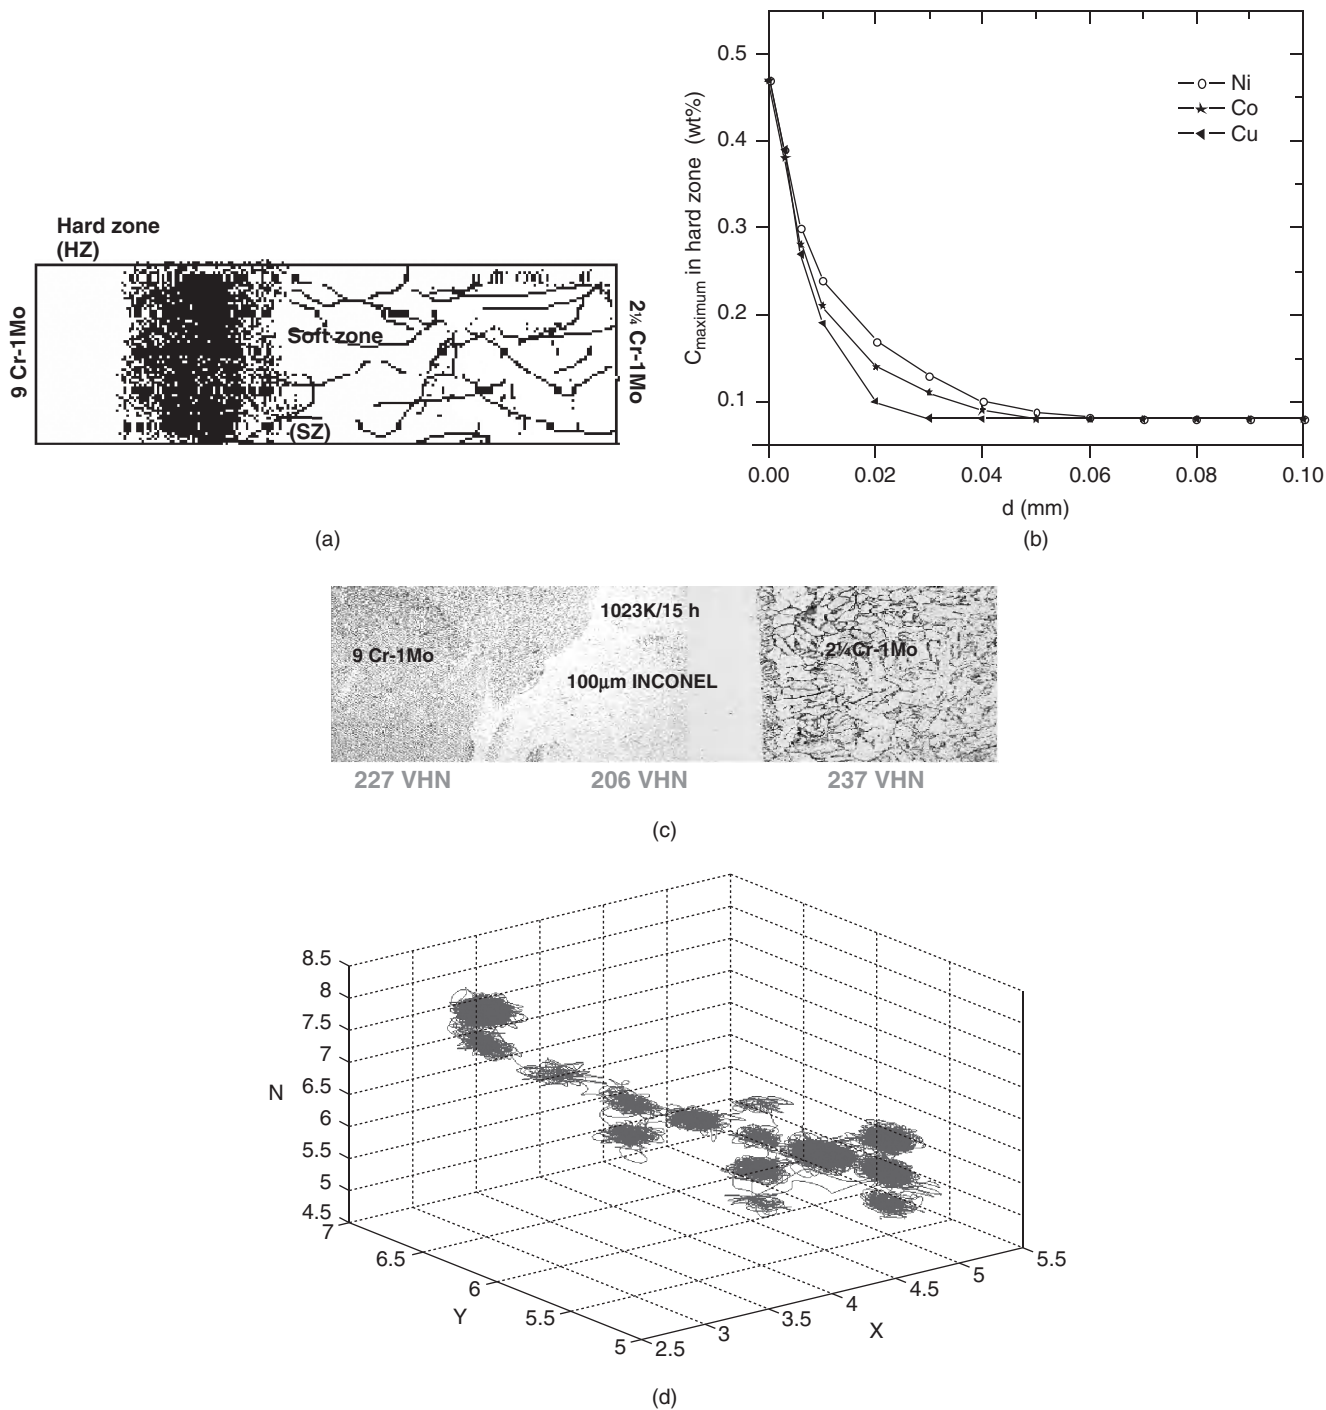 Hard zone
(HZ)
9 Cr-1Mo
Soft zone
(SZ)
2¼ Cr-1Mo
(a)
C maximum in hard zone (wt%)
0.5
0.4
0.3
0.2
0.1
Ni
Co
Cu
0.00 0.02 0.04 0.06 0.08 0.10
d (mm)
(b)
1023K/15 h
9 Cr-1Mo
2¼Cr-1Mo
100µm INCONEL
227 VHN 206 VHN 237 VHN
(c)
8.5
8
7.5
7
6.5
N
6
5.5
5
4.5
7
6.5
6
5.5
5
Y
2.5
3
3.5
4
4.5
5
5.5
X
(d)